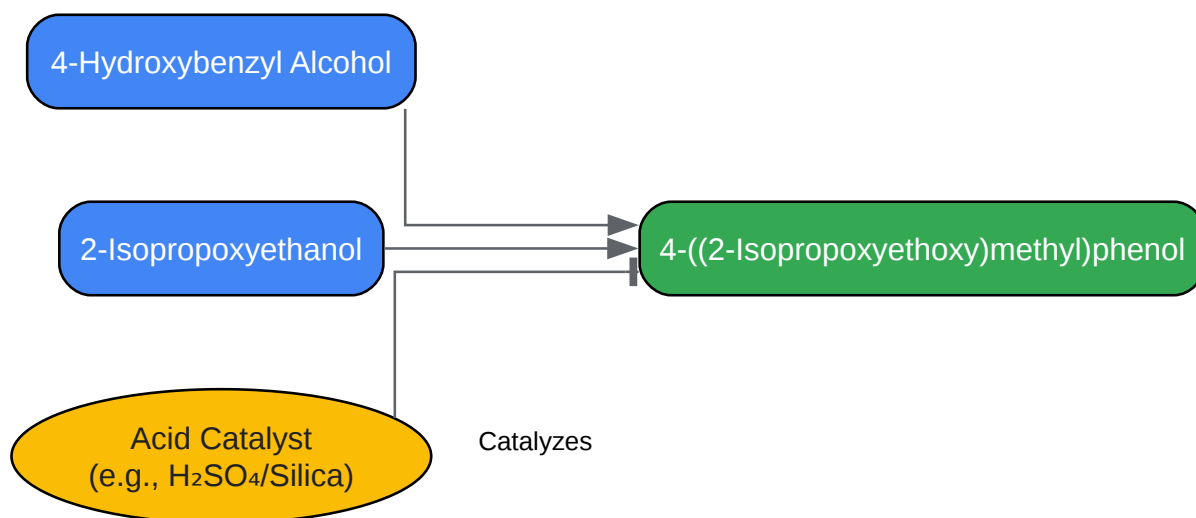 4-Hydroxybenzyl Alcohol
2-Isopropoxyethanol
4-((2-Isopropoxyethoxy)methyl)phenol
Acid Catalyst
(e.g., H₂SO₄/Silica)
Catalyzes